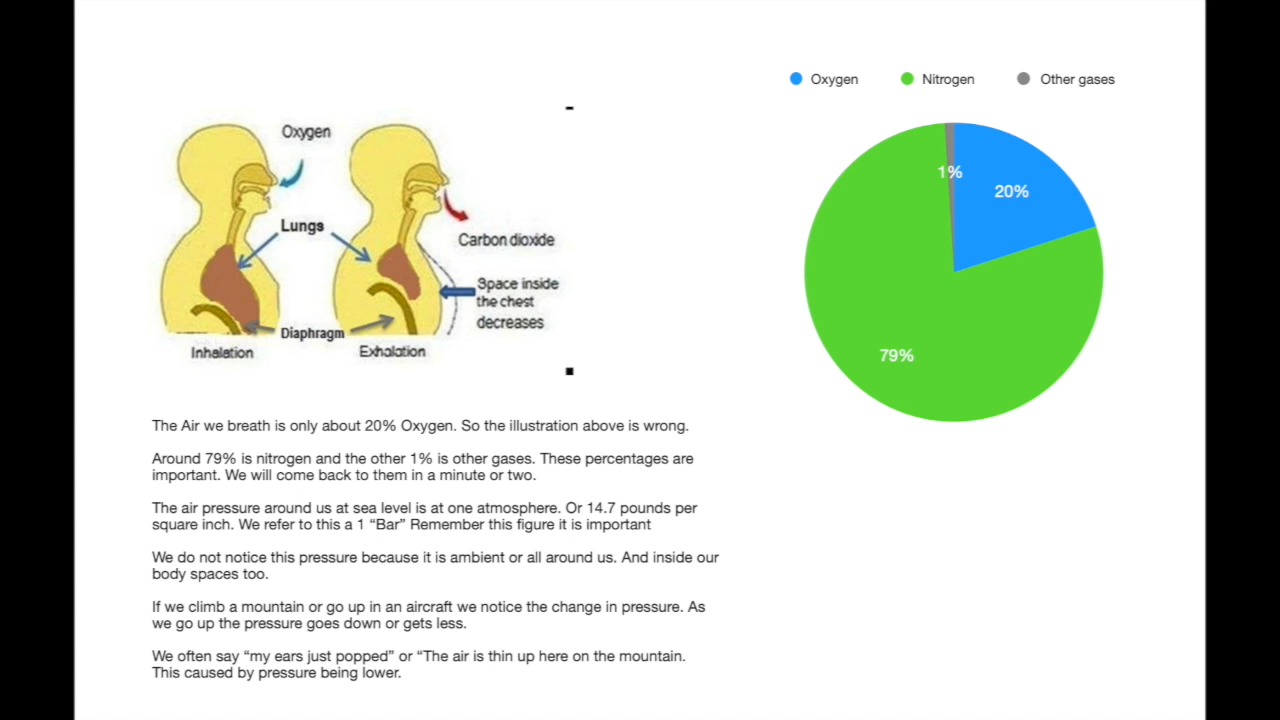 Oxygen
Nitrogen
Other gases
Oxygen
Lungs
Carbon dioxide
Space inside
the chest
decreases
Diaphragm
Inhalation
Exhalation
1%
20%
79%
The Air we breath is only about 20% Oxygen. So the illustration above is wrong.
Around 79% is nitrogen and the other 1% is other gases. These percentages are
important. We will come back to them in a minute or two.
The air pressure around us at sea level is at one atmosphere. Or 14.7 pounds per
square inch. We refer to this a 1 “Bar” Remember this figure it is important
We do not notice this pressure because it is ambient or all around us. And inside our
body spaces too.
If we climb a mountain or go up in an aircraft we notice the change in pressure. As
we go up the pressure goes down or gets less.
We often say “my ears just popped” or “The air is thin up here on the mountain.
This caused by pressure being lower.